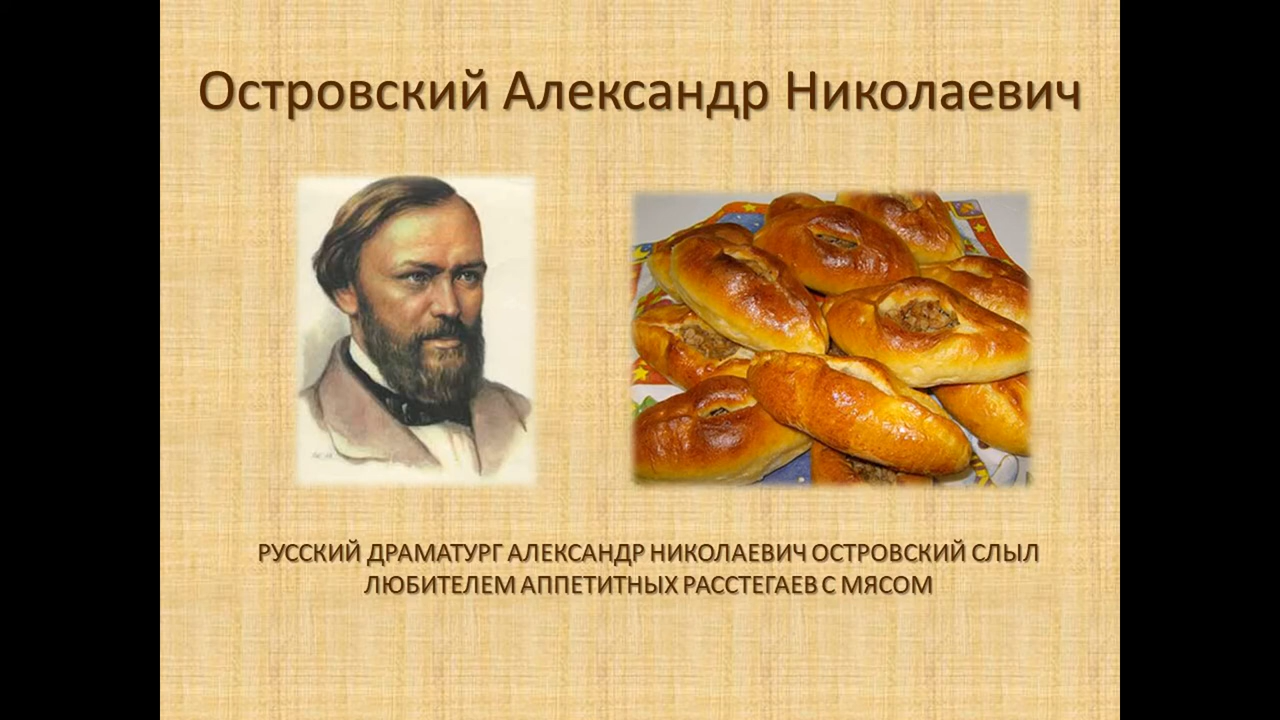 Островский Александр Николаевич
РУССКИЙ ДРАМАТУРГ АЛЕКСАНДР НИКОЛАЕВИЧ ОСТРОВСКИЙ СЛЫЛ
ЛЮБИТЕЛЕМ АППЕТИТНЫХ РАССТЕГАЕВ С МЯСОМ